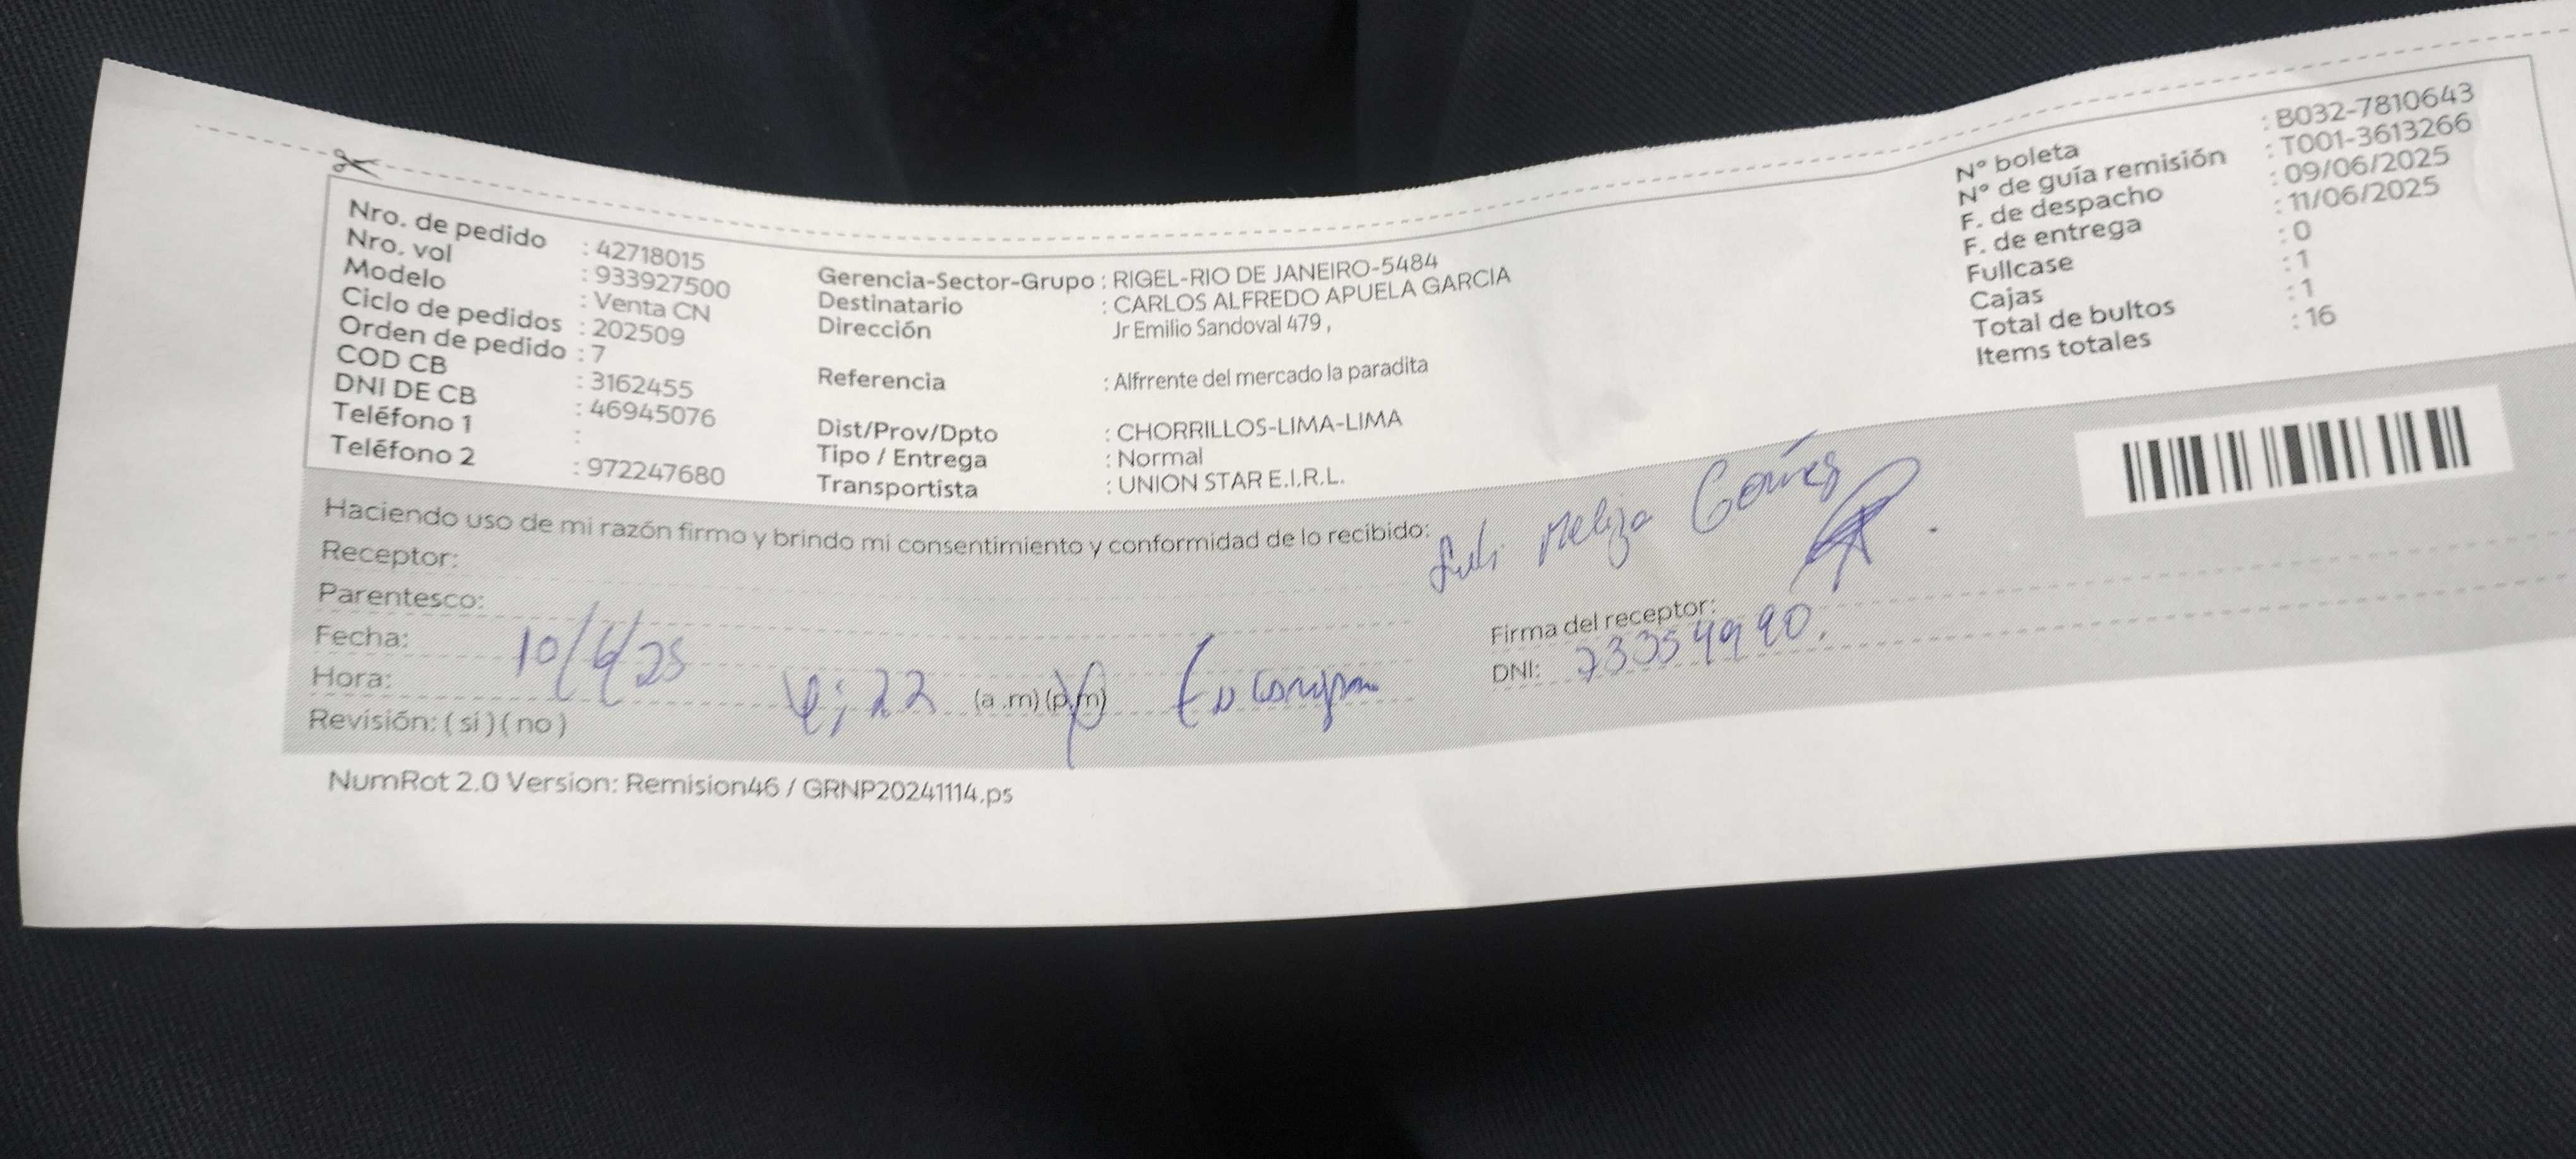 Nro. de pedido : 42718015
Nro. vol : 933927500
Modelo : Venta CN
Ciclo de pedidos : 202509
Orden de pedido : 7
COD CB : 3162455
DNI DE CB : 46945076
Teléfono 1 :
Teléfono 2 : 972247680
Gerencia-Sector-Grupo : RIGEL-RIO DE JANEIRO-5484
Destinatario : CARLOS ALFREDO APUELA GARCIA
Dirección Jr Emilio Sandoval 479 ,
Referencia : Alfrrente del mercado la paradita
Dist/Prov/Dpto : CHORRILLOS-LIMA-LIMA
Tipo / Entrega : Normal
Transportista : UNION STAR E.I.R.L.
N° boleta : B032-7810643
N° de guía remisión : T001-3613266
F. de despacho : 09/06/2025
F. de entrega : 11/06/2025
Fullcase : 0
Cajas : 1
Total de bultos : 1
Items totales : 16
Haciendo uso de mi razón firmo y brindo mi consentimiento y conformidad de lo recibido:
Receptor:
Parentesco:
Fecha: 10/6/25
Hora: 4:22 (a .m) (p.m)
Revisión: ( si ) ( no )
Firma del receptor:
DNI: 73354990.
NumRot 2.0 Version: Remision46 / GRNP20241114.ps